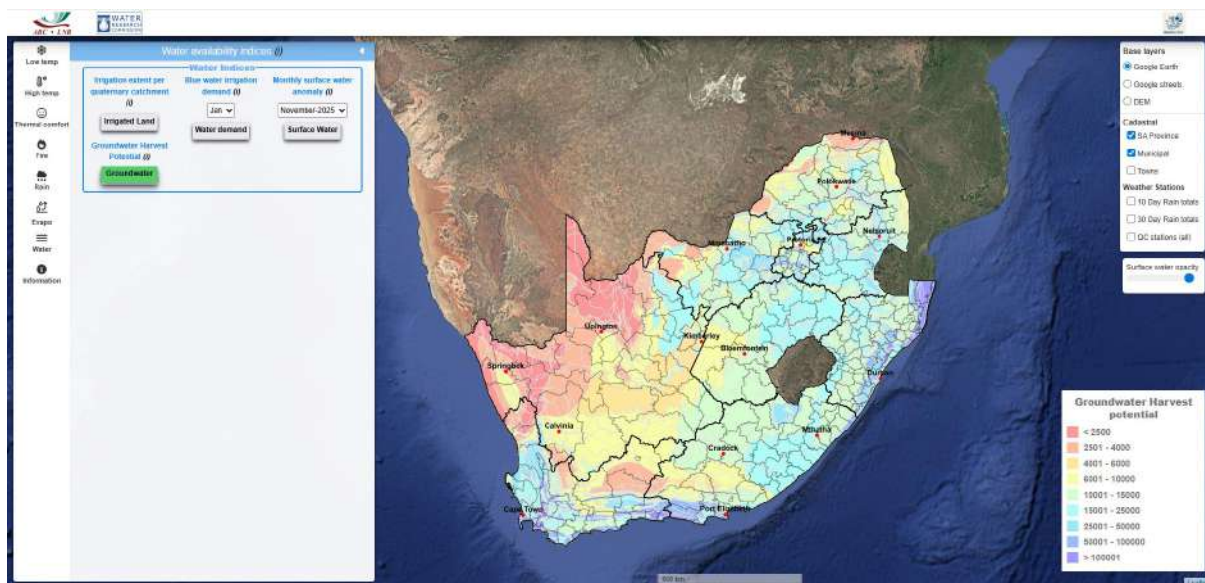 ARC • LNR
WATER
RESEARCH
COMMISSION
Low temp
High temp
Thermal comfort
Fire
Rain
Evapo
Water
Information
Water availability indices (i)
Water Indices
Irrigation extent per
quaternary catchment
(i)
Irrigated Land
Blue water irrigation
demand (i)
Jan
Water demand
Monthly surface water
anomaly (i)
November-2025
Surface Water
Groundwater Harvest
Potential (i)
Groundwater
Messina
Polokwane
Nelspruit
Mmabatho
Pretoria
Upington
Kimberley
Bloemfontein
Springbok
Durban
Calvinia
Mthatha
Cradock
Cape Town
Port Elizabeth
600 km
Base layers
Google Earth
Google streets
DEM
Cadastral
SA Province
Municipal
Towns
Weather Stations
10 Day Rain totals
30 Day Rain totals
QC stations (all)
Surface water opacity
Groundwater Harvest
potential
< 2500
2501 - 4000
4001 - 6000
6001 - 10000
10001 - 15000
15001 - 25000
25001 - 50000
50001 - 100000
> 100001